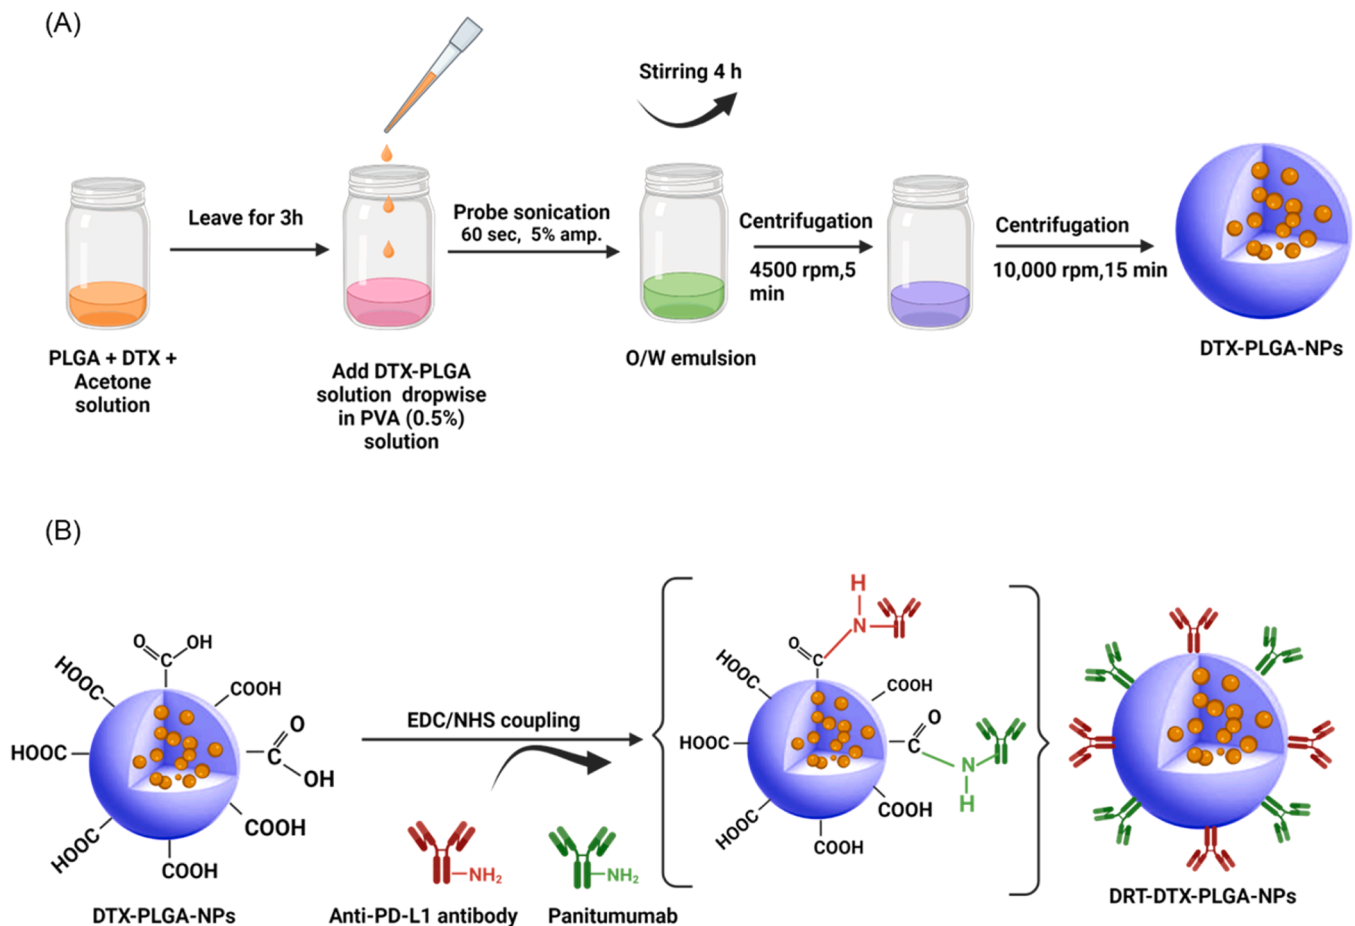 (A)
Stirring 4 h
Leave for 3h
Probe sonication
60 sec, 5% amp.
Centrifugation
4500 rpm,5
min
Centrifugation
10,000 rpm,15 min
PLGA + DTX +
Acetone
solution
Add DTX-PLGA
solution dropwise
in PVA (0.5%)
solution
O/W emulsion
DTX-PLGA-NPs
(B)
O
OH
C
HOOC
COOH
O
HOOC
C
OH
HOOC
COOH
COOH
DTX-PLGA-NPs
EDC/NHS coupling
NH₂
NH₂
Anti-PD-L1 antibody
Panitumumab
H
N
O
C
HOOC
COOH
O
HOOC
C
N
H
HOOC
COOH
COOH
DRT-DTX-PLGA-NPs